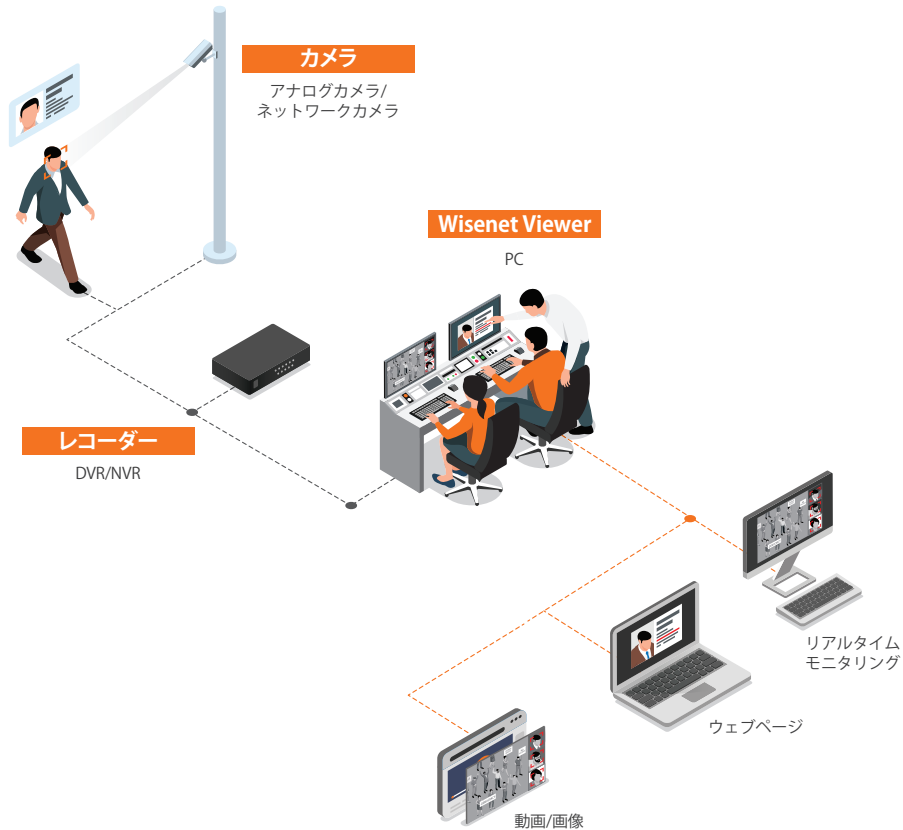 カメラ
アナログカメラ/
ネットワークカメラ
Wisenet Viewer
PC
レコーダー
DVR/NVR
リアルタイム
モニタリング
ウェブページ
動画/画像